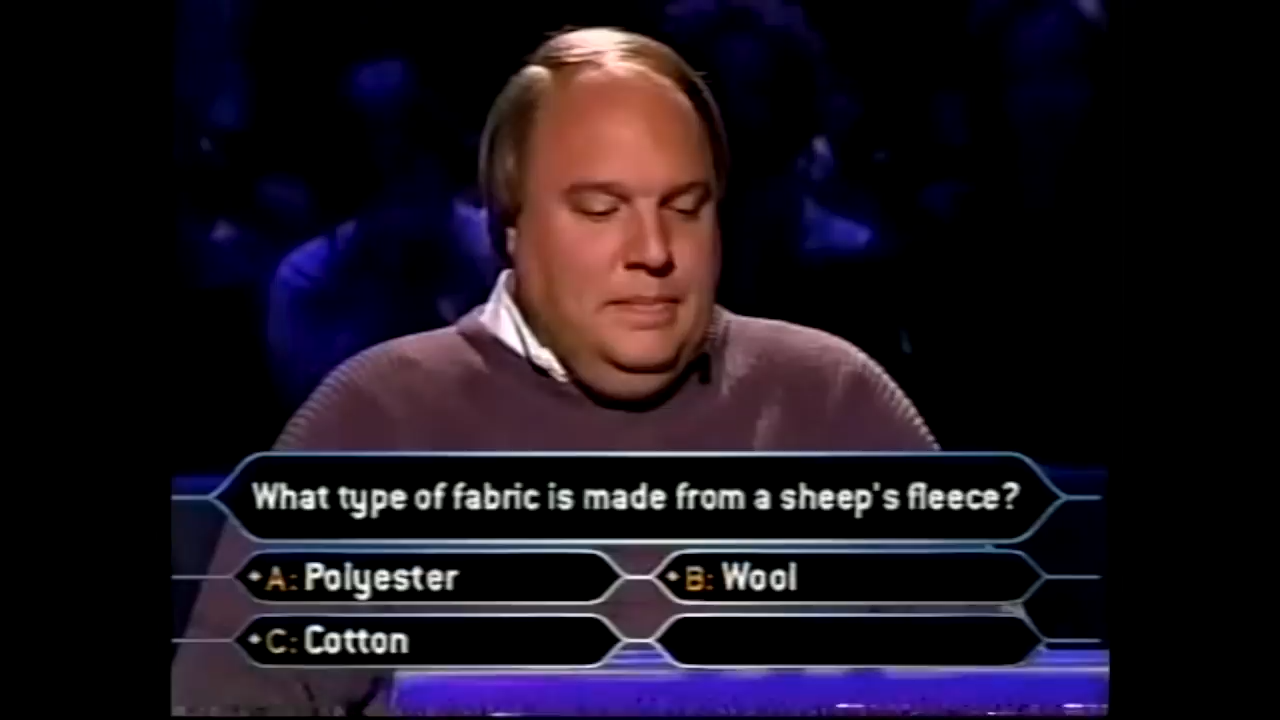 What type of fabric is made from a sheep's fleece?
A: Polyester
B: Wool
C: Cotton